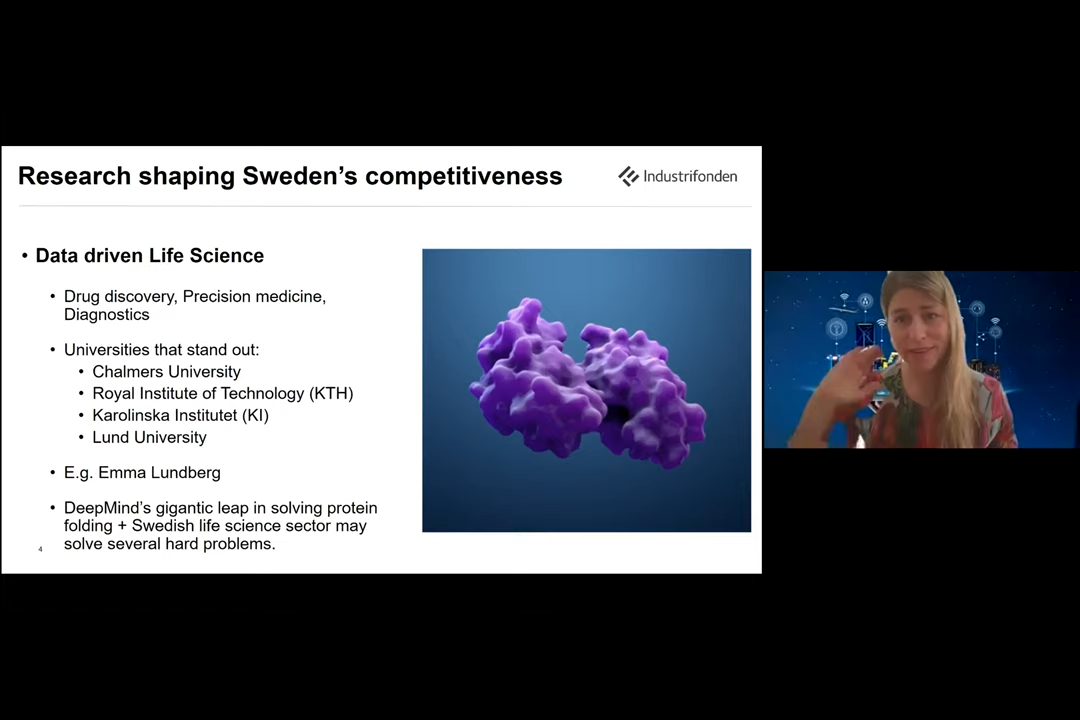 Research shaping Sweden's competitiveness
Industrifonden
• Data driven Life Science
• Drug discovery, Precision medicine,
Diagnostics
• Universities that stand out:
• Chalmers University
• Royal Institute of Technology (KTH)
• Karolinska Institutet (KI)
• Lund University
• E.g. Emma Lundberg
• DeepMind's gigantic leap in solving protein
folding + Swedish life science sector may
solve several hard problems.
4